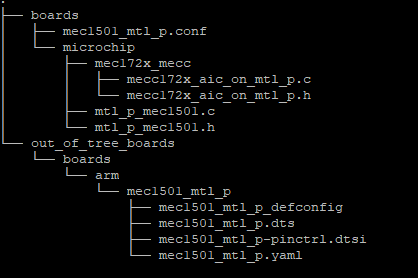 .
├── boards
│   ├── mec1501_mtl_p.conf
│   └── microchip
│       ├── mec172x_mecc
│       │   ├── mecc172x_aic_on_mtl_p.c
│       │   └── mecc172x_aic_on_mtl_p.h
│       ├── mtl_p_mec1501.c
│       └── mtl_p_mec1501.h
└── out_of_tree_boards
    └── boards
        └── arm
            └── mec1501_mtl_p
                ├── mec1501_mtl_p_defconfig
                ├── mec1501_mtl_p.dts
                ├── mec1501_mtl_p-pinctrl.dtsi
                └── mec1501_mtl_p.yaml